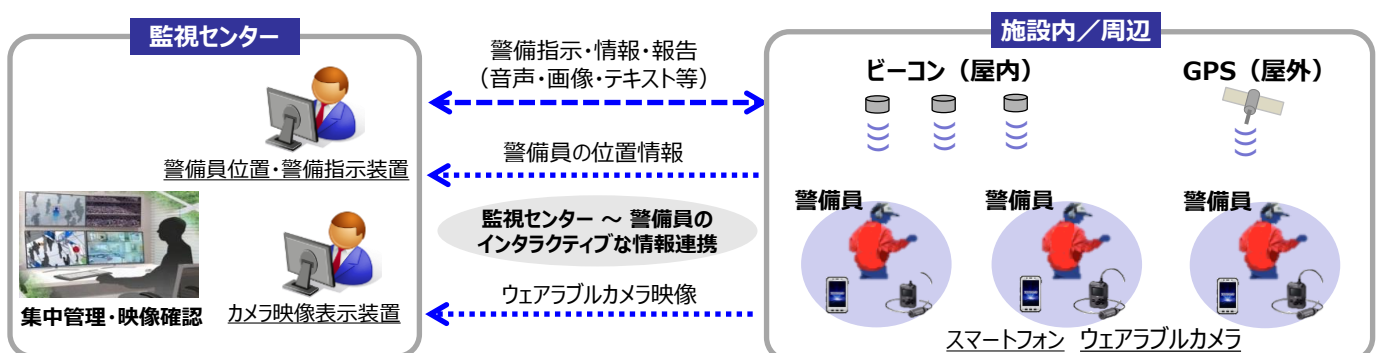 監視センター
警備員位置・警備指示装置
集中管理・映像確認
カメラ映像表示装置
警備指示・情報・報告
(音声・画像・テキスト等)
警備員の位置情報
監視センター ～ 警備員の
インタラクティブな情報連携
ウェアラブルカメラ映像
施設内／周辺
ビーコン（屋内）
GPS（屋外）
警備員
警備員
警備員
スマートフォン ウェアラブルカメラ